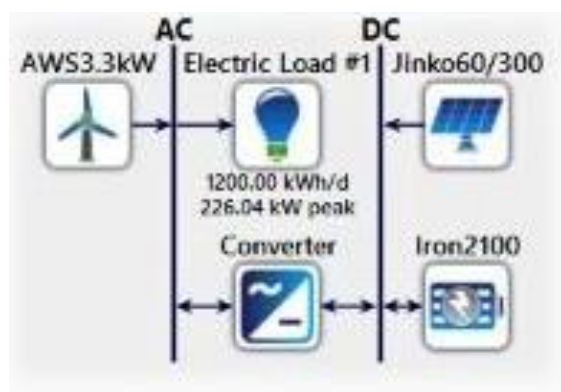 AC DC
AWS3.3kW Electric Load #1 Jinko60/300
1200.00 kWh/d
226.04 kW peak
Converter Iron2100